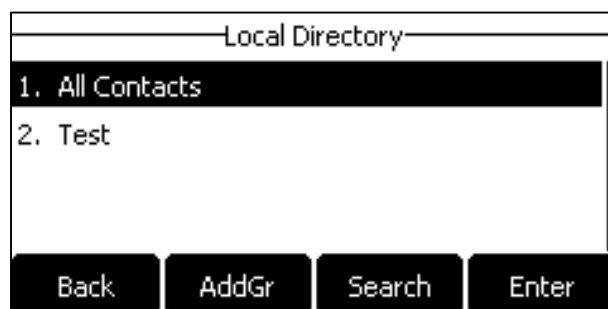 Local Directory
1. All Contacts
2. Test
Back AddGr Search Enter